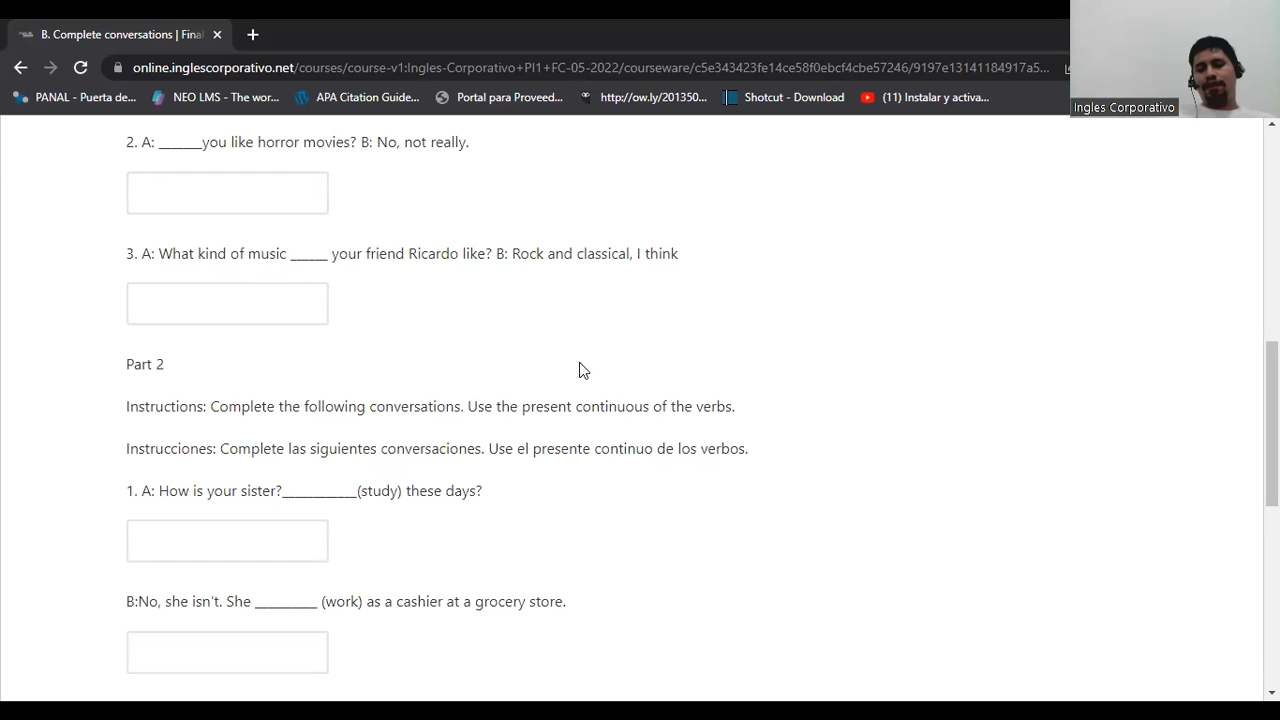 B. Complete conversations | Final
online.inglescorporativo.net/courses/course-v1:Ingles-Corporativo+PI1+FC-05-2022/courseware/c5e343423fe14ce58f0ebcf4cbe57246/9197e13141184917a5...
PANAL - Puerta de... NEO LMS - The wor... APA Citation Guide... Portal para Proveed... http://ow.ly/201350... Shotcut - Download (11) Instalar y activa...
Ingles Corporativo
2. A: _______you like horror movies? B: No, not really.
3. A: What kind of music ______ your friend Ricardo like? B: Rock and classical, I think
Part 2
Instructions: Complete the following conversations. Use the present continuous of the verbs.
Instrucciones: Complete las siguientes conversaciones. Use el presente continuo de los verbos.
1. A: How is your sister?____________(study) these days?
B:No, she isn't. She __________ (work) as a cashier at a grocery store.